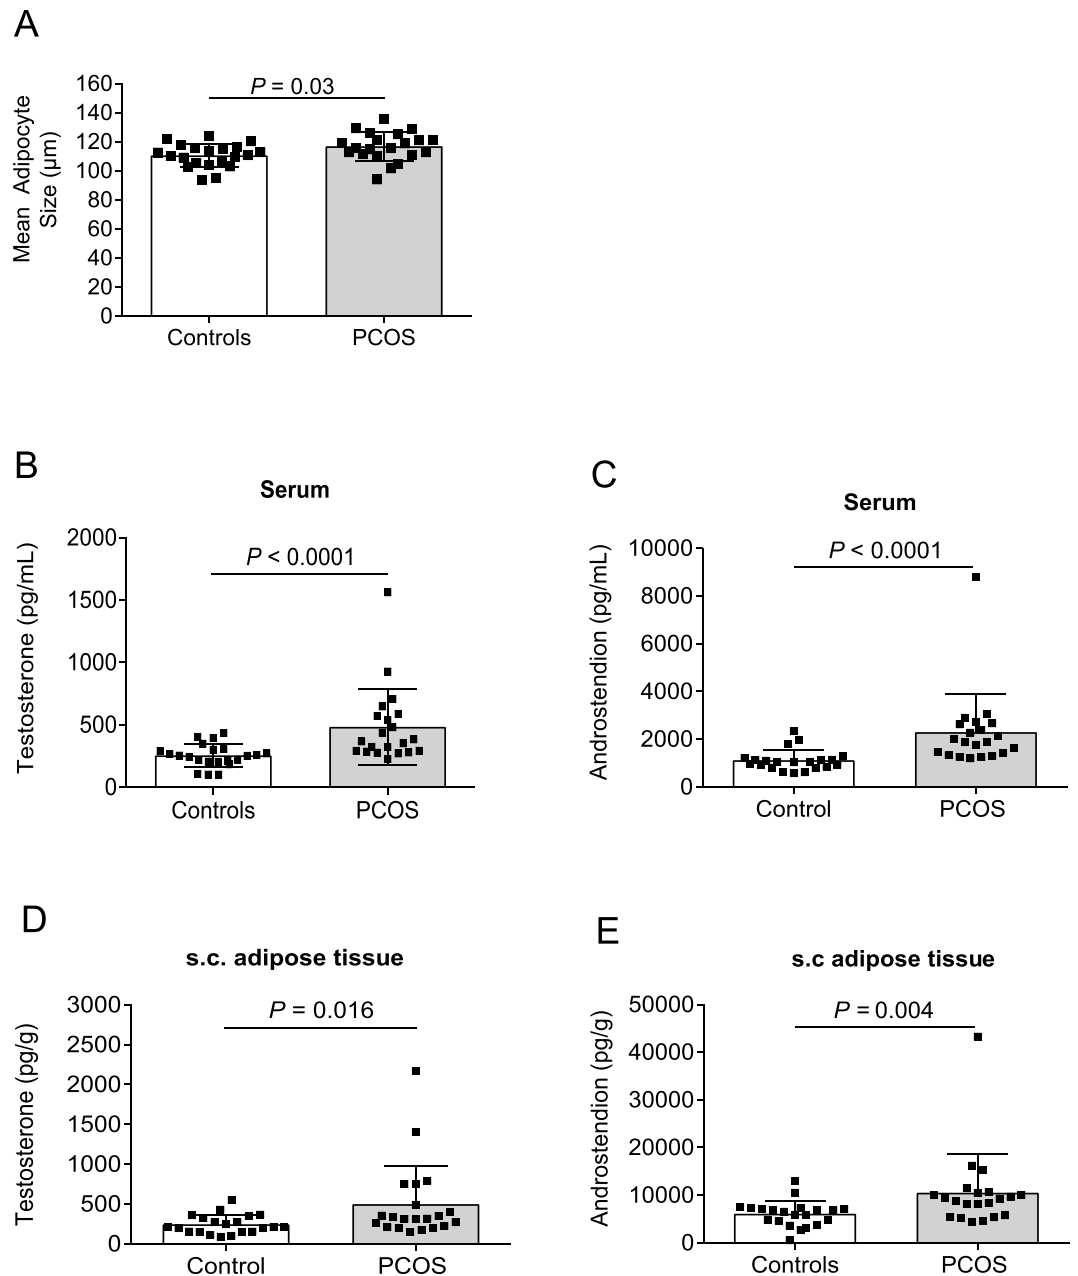 A
P = 0.03
Mean Adipocyte
Size (μm)
160
140
120
100
80
60
40
20
0
Controls
PCOS
B
Serum
P < 0.0001
Testosterone (pg/mL)
2000
1500
1000
500
0
Controls
PCOS
C
Serum
P < 0.0001
Androstendion (pg/mL)
10000
8000
6000
4000
2000
0
Control
PCOS
D
s.c. adipose tissue
P = 0.016
Testosterone (pg/g)
3000
2500
2000
1500
1000
500
0
Control
PCOS
E
s.c adipose tissue
P = 0.004
Androstendion (pg/g)
50000
40000
30000
20000
10000
0
Controls
PCOS